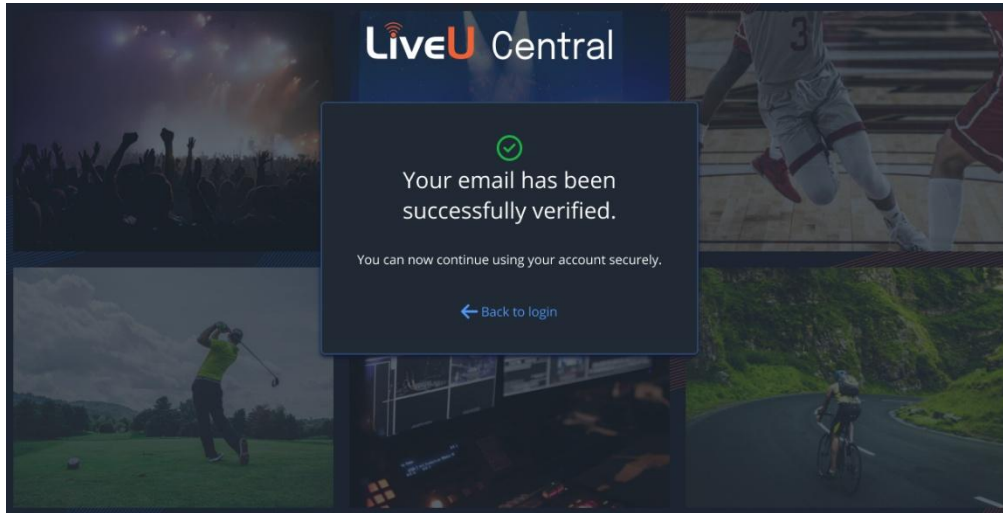 LiveU Central
3
Your email has been
successfully verified.
You can now continue using your account securely.
Back to login